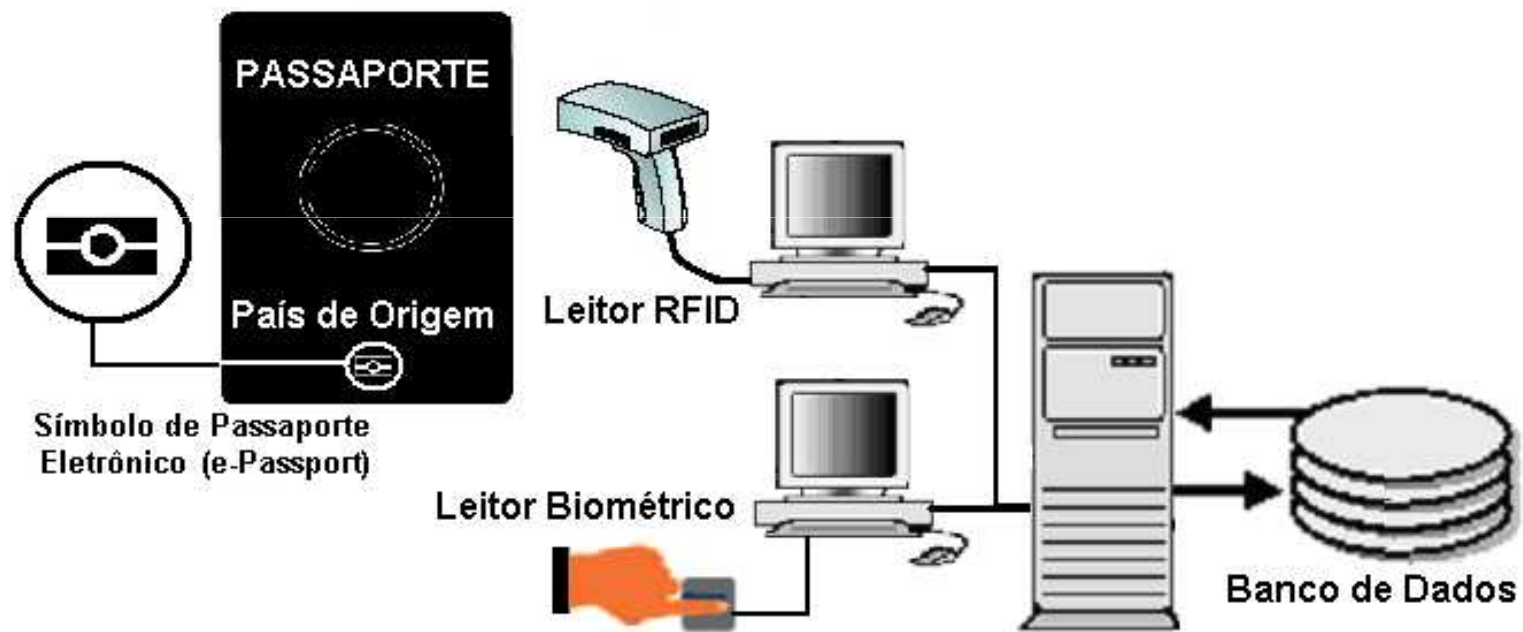 PASSAPORTE
País de Origem
Símbolo de Passaporte
Eletrônico (e-Passport)
Leitor RFID
Leitor Biométrico
Banco de Dados